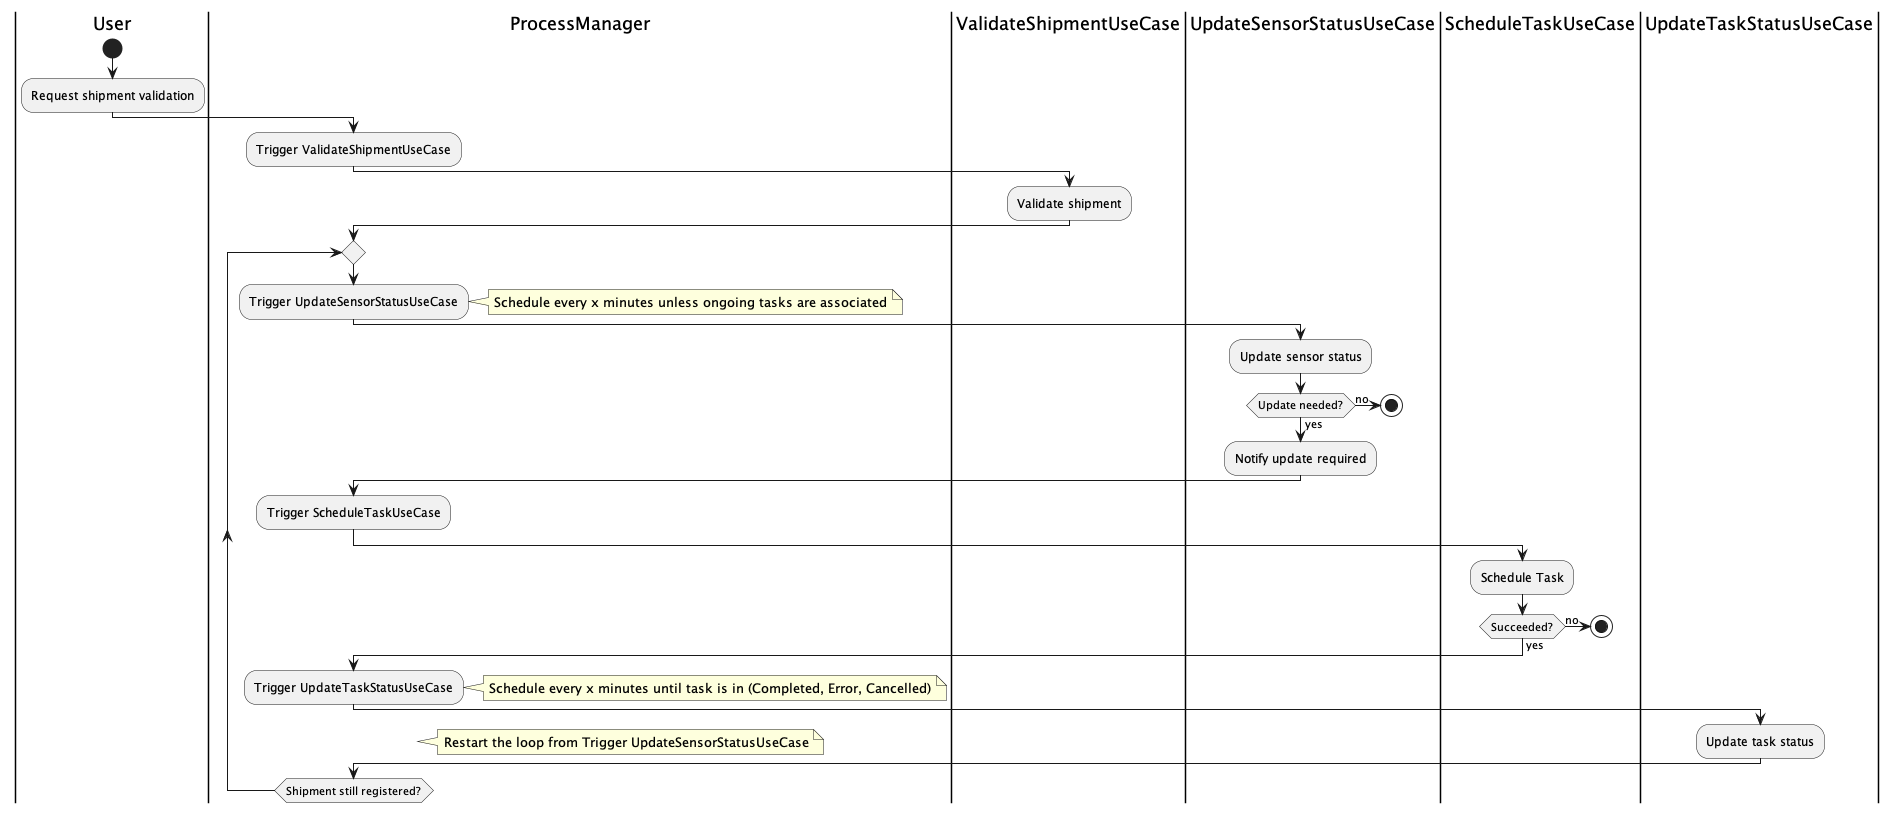 User
ProcessManager
ValidateShipmentUseCase
UpdateSensorStatusUseCase
ScheduleTaskUseCase
UpdateTaskStatusUseCase
Request shipment validation
Trigger ValidateShipmentUseCase
Validate shipment
Trigger UpdateSensorStatusUseCase
Schedule every x minutes unless ongoing tasks are associated
Update sensor status
Update needed?
no
yes
Notify update required
Trigger ScheduleTaskUseCase
Schedule Task
Succeeded?
no
yes
Trigger UpdateTaskStatusUseCase
Schedule every x minutes until task is in (Completed, Error, Cancelled)
Restart the loop from Trigger UpdateSensorStatusUseCase
Update task status
Shipment still registered?